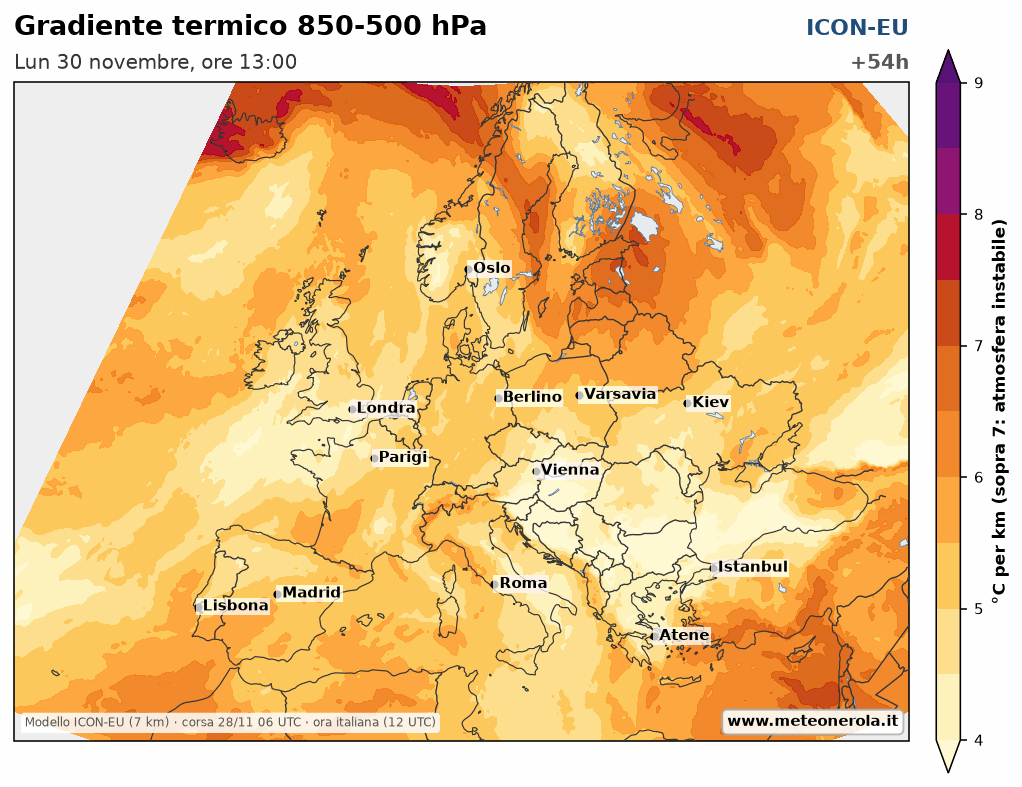 Gradiente termico 850-500 hPa
ICON-EU
Lun 30 novembre, ore 13:00
+54h
9
8
7
6
5
4
°C per km (sopra 7: atmosfera instabile)
Oslo
Berlino
Varsavia
Kiev
Londra
Parigi
Vienna
Istanbul
Roma
Madrid
Lisbona
Atene
Modello ICON-EU (7 km) · corsa 28/11 06 UTC · ora italiana (12 UTC)
www.meteonerola.it